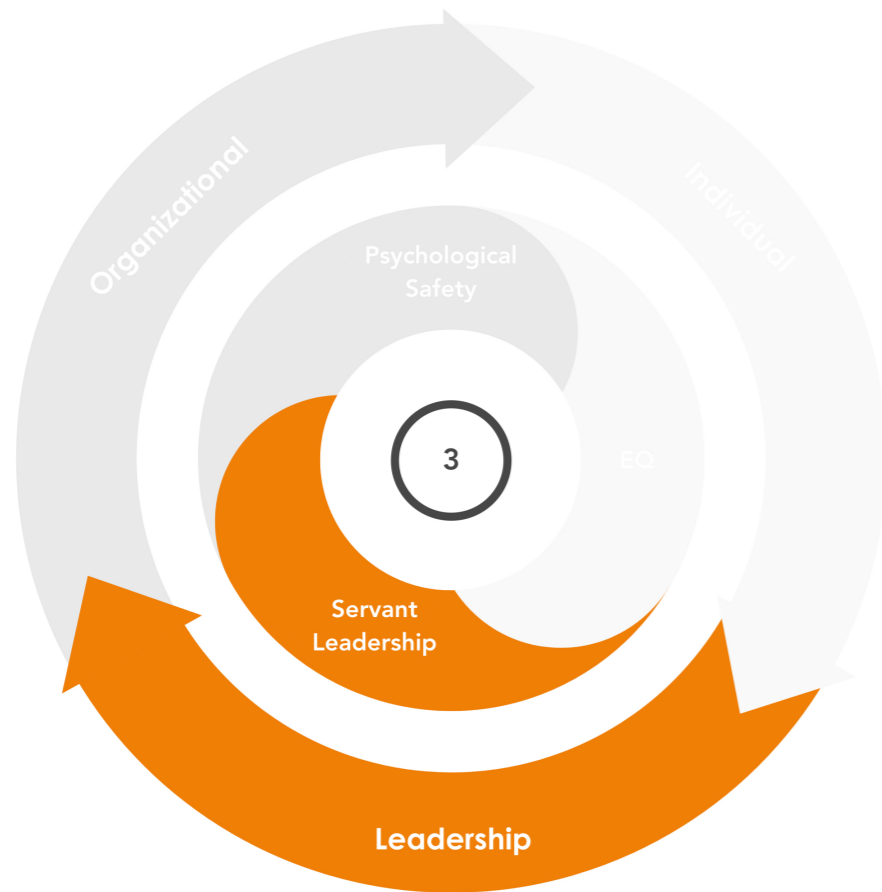 Organizational
Individual
Psychological
Safety
3
EQ
Servant
Leadership
Leadership